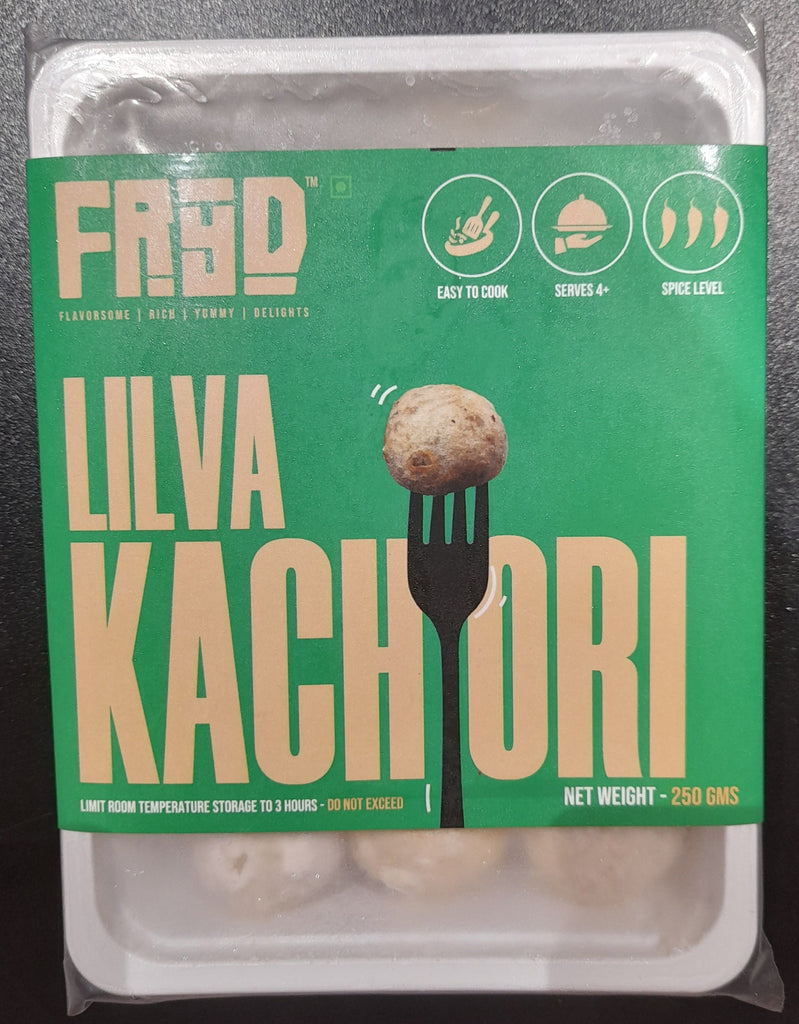 FRYD™
FLAVORSOME | RICH | YUMMY | DELIGHTS
EASY TO COOK
SERVES 4+
SPICE LEVEL
LILVA
KACHORI
LIMIT ROOM TEMPERATURE STORAGE TO 3 HOURS - DO NOT EXCEED
NET WEIGHT - 250 GMS